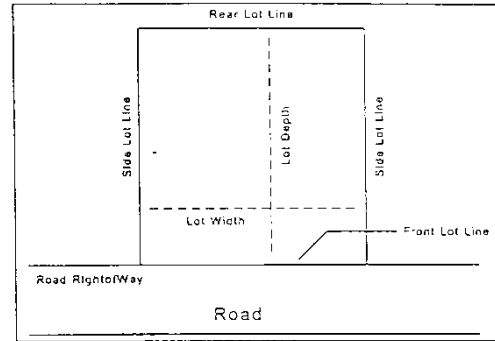 Rear Lot Line
Side Lot Line
Lot Depth
Side Lot Line
Lot Width
Front Lot Line
Road RightofWay
Road